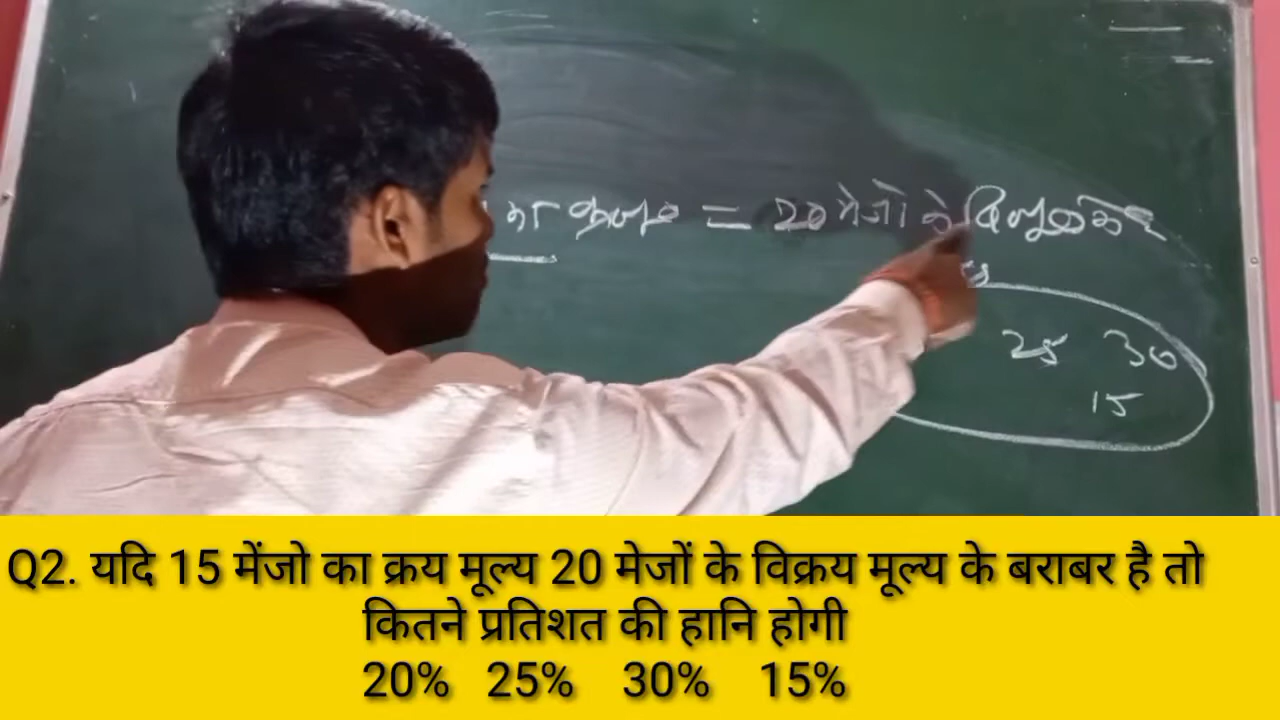 का = 20 मेजों के
25 30
15
Q2. यदि 15 मेंजो का क्रय मूल्य 20 मेजों के विक्रय मूल्य के बराबर है तो
कितने प्रतिशत की हानि होगी
20% 25% 30% 15%